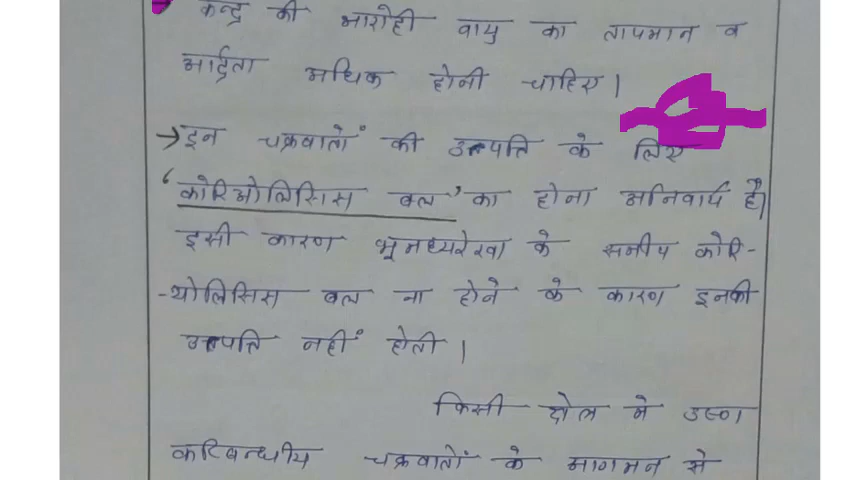 केन्द्र की आरोही वायु का तापमान व
आर्द्रता अधिक होनी चाहिए।
→ इन चक्रवातों की उत्पत्ति के लिए
‘कोरिओलिसिस बल’ का होना अनिवार्य है।
इसी कारण भूमध्यरेखा के समीप कोरि-
-योलिसिस बल ना होने के कारण इनकी
उत्पत्ति नहीं होती।
किसी क्षेत्र मे उष्ण
कटिबन्धीय चक्रवातों के आगमन से